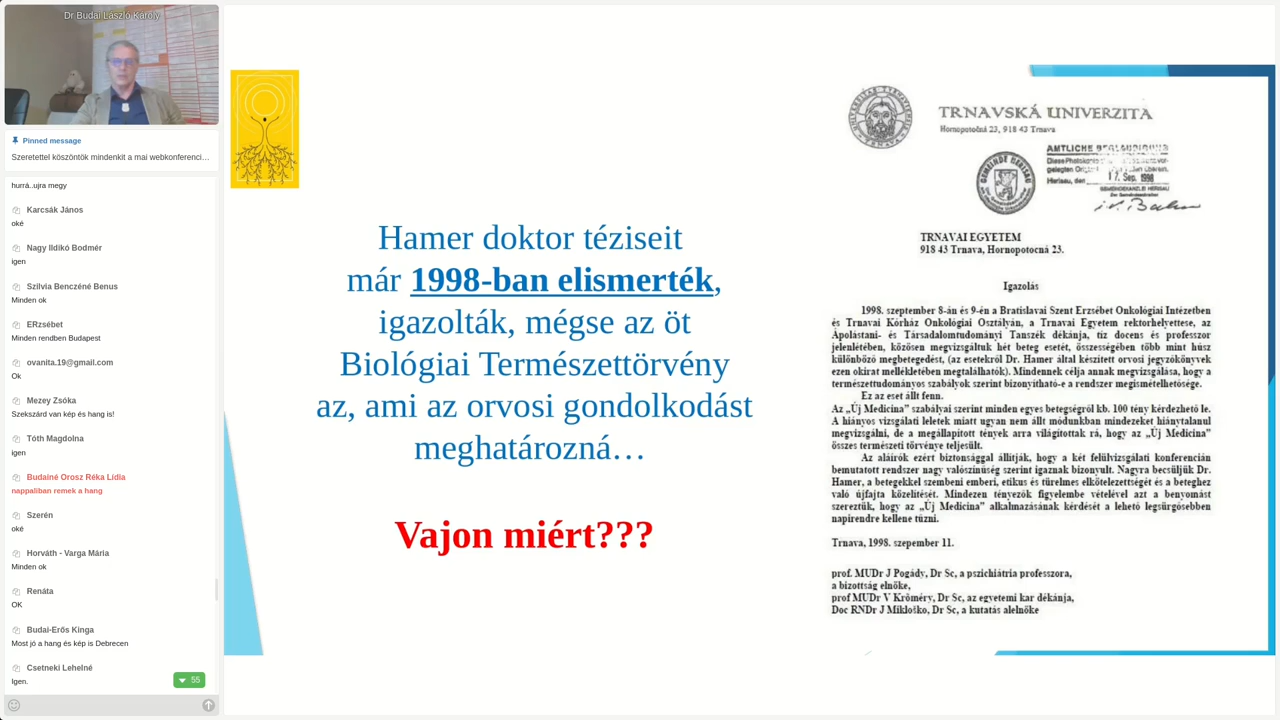 Dr Budai László Károly
Pinned message
Szeretettel köszöntök mindenkit a mai webkonferenci…
hurrá..ujra megy
Karcsák János
oké
Nagy Ildikó Bodmér
igen
Szilvia Benczéné Benus
Minden ok
ERzsébet
Minden rendben Budapest
ovanita.19@gmail.com
Ok
Mezey Zsóka
Szekszárd van kép és hang is!
Tóth Magdolna
igen
Budainé Orosz Réka Lídia
nappaliban remek a hang
Szerén
oké
Horváth - Varga Mária
Minden ok
Renáta
OK
Budai-Erős Kinga
Most jó a hang és kép is Debrecen
Csetneki Lehelné
Igen.
55
Hamer doktor téziseit
már 1998-ban elismerték,
igazolták, mégse az öt
Biológiai Természettörvény
az, ami az orvosi gondolkodást
meghatározná…
Vajon miért???
TRNAVSKÁ UNIVERZITA
Hornopotočná 23, 918 43 Trnava
AMTLICHE BEGLAUBIGUNG
Diese
gelegten
Herisau, den
17. Sep. 1998
GEMEINDEKANZLEI HERISAU
GEMEINDE HERISAU
TRNAVAI EGYETEM
918 43 Trnava, Hornopotocná 23.
Igazolás
1998. szeptember 8-án és 9-én a Bratislavai Szent Erzsébet Onkológiai Intézetben
és Trnavai Kórház Onkológiai Osztályán, a Trnavai Egyetem rektorhelyettese, az
Ápolástani- és Társadalomtudományi Tanszék dékánja, tíz docens és professzor
jelenlétében, közösen megvizsgáltuk hét beteg esetét, összességében több mint húsz
különböző megbetegedést, (az esetekről Dr. Hamer által készített orvosi jegyzőkönyvek
ezen okirat mellékletében megtalálhatók). Mindennek célja annak megvizsgálása, hogy a
természettudományos szabályok szerint bizonyítható-e a rendszer megismételhetősége.
Ez az eset állt fenn.
Az „Új Medicina” szabályai szerint minden egyes betegségről kb. 100 tény kérdezhető le.
A hiányos vizsgálati leletek miatt ugyan nem állt módunkban mindezeket hiánytalanul
megvizsgálni, de a megállapított tények arra világítottak rá, hogy az „Új Medicina”
összes természeti törvénye teljesült.
Az aláírók ezért biztonsággal állítják, hogy a két felülvizsgálati konferencián
bemutatott rendszer nagy valószínűség szerint igaznak bizonyult. Nagyra becsüljük Dr.
Hamer, a betegekkel szembeni emberi, etikus és türelmes elkötelezettségét és a beteghez
való újfajta közelítését. Mindezen tényezők figyelembe vételével azt a benyomást
szereztük, hogy az „Új Medicina” alkalmazásának kérdését a lehető legsürgősebben
napirendre kellene tűzni.
Trnava, 1998. szepember 11.
prof. MUDr J Pogády, Dr Sc, a pszichiátria professzora,
a bizottság elnöke,
prof MUDr V Krčméry, Dr Sc, az egyetemi kar dékánja,
Doc RNDr J Mikloško, Dr Sc, a kutatás alelnöke